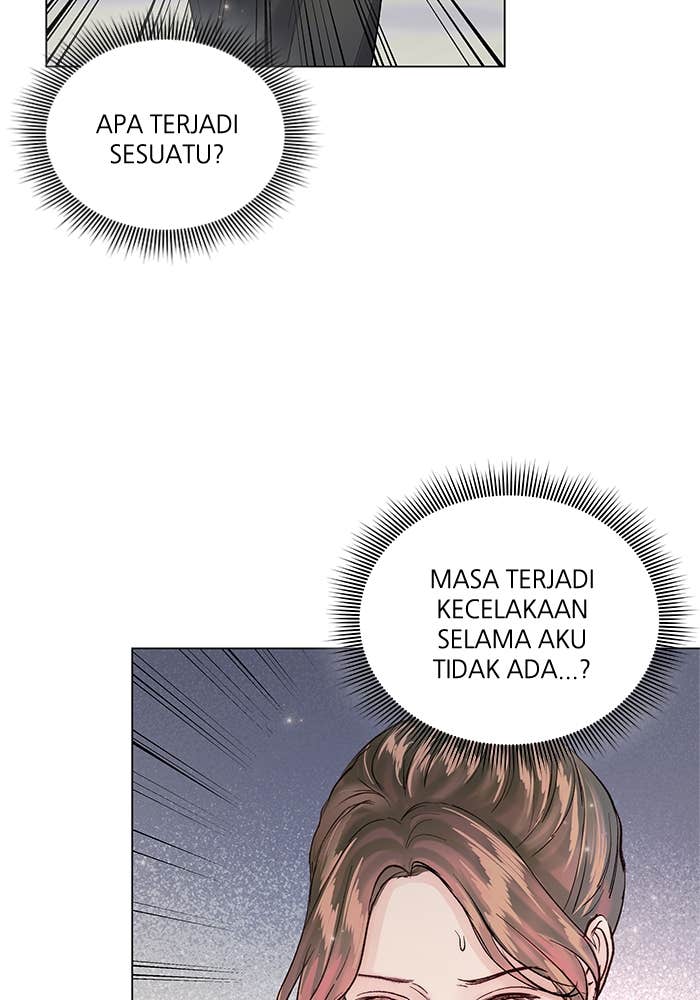 APA TERJADI
SESUATU?
MASA TERJADI
KECELAKAAN
SELAMA AKU
TIDAK ADA...?